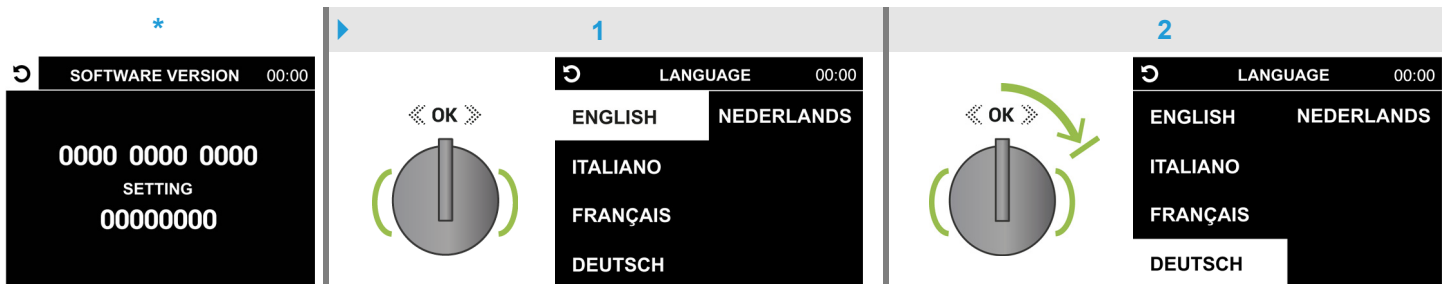 *
SOFTWARE VERSION 00:00
0000 0000 0000
SETTING
00000000
1
OK
LANGUAGE 00:00
ENGLISH NEDERLANDS
ITALIANO
FRANÇAIS
DEUTSCH
2
OK
LANGUAGE 00:00
ENGLISH NEDERLANDS
ITALIANO
FRANÇAIS
DEUTSCH